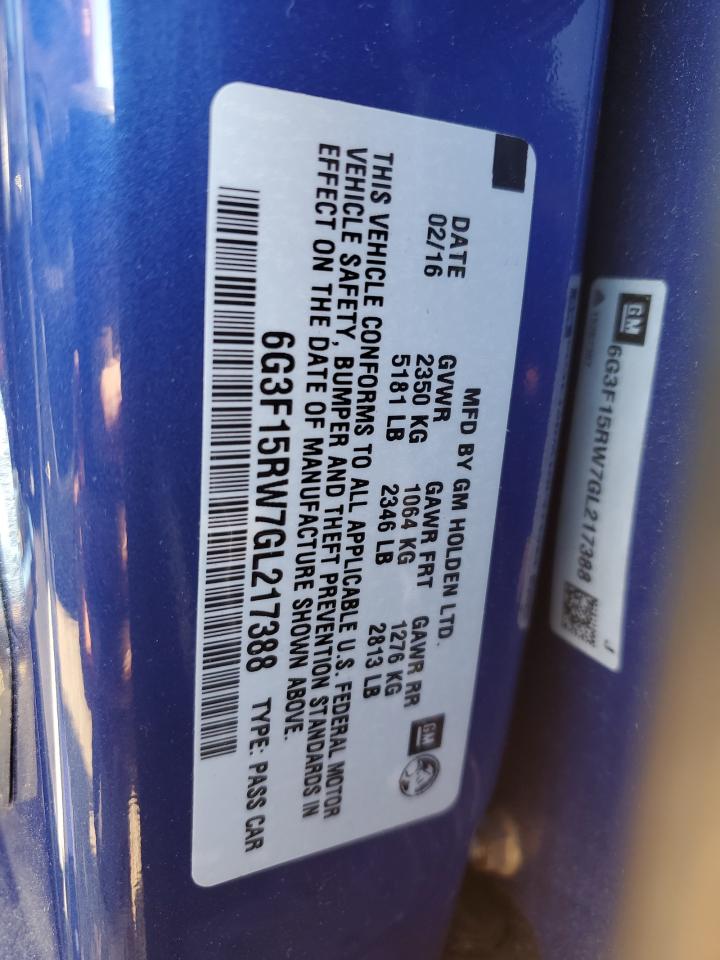 MFD BY GM HOLDEN LTD.
DATE GVWR GAWR FRT GAWR RR
02/16 2350 KG 1064 KG 1276 KG
5181 LB 2346 LB 2813 LB
THIS VEHICLE CONFORMS TO ALL APPLICABLE U.S. FEDERAL MOTOR
VEHICLE SAFETY, BUMPER AND THEFT PREVENTION STANDARDS IN
EFFECT ON THE DATE OF MANUFACTURE SHOWN ABOVE.
6G3F15RW7GL217388 TYPE: PASS CAR
GM
GM
6G3F15RW7GL217388
J